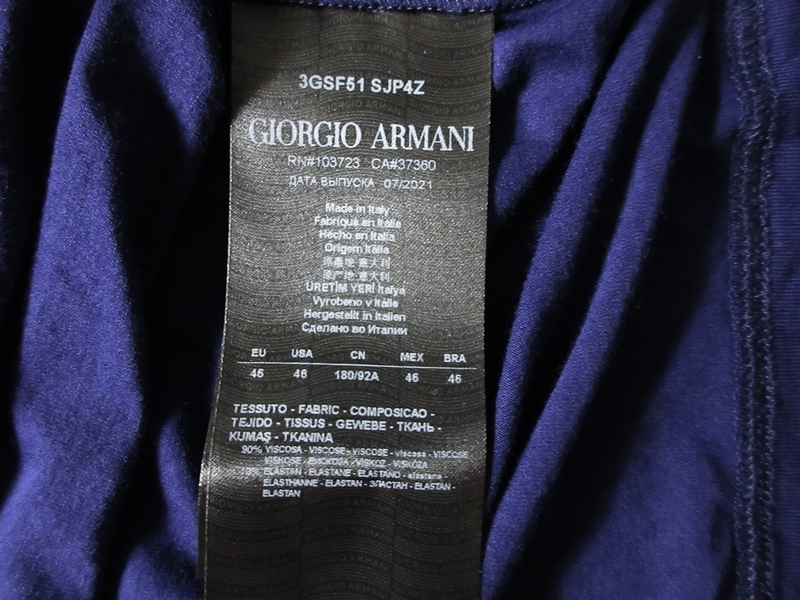 3GSF51 SJP4Z
GIORGIO ARMANI
RN#103723 CA#37360
ДАТА ВЫПУСКА 07/2021
Made in Italy
Fabriqué en Italie
Hecho en Italia
Origem Italia
原產地:意大利
原产地:意大利
ÜRETİM YERİ İtalya
Vyrobeno v Itálie
Hergestellt in Italien
Сделано во Италии
EU USA CN MEX BRA
46 46 180/92A 46 46
TESSUTO - FABRIC - COMPOSICAO -
TEJIDO - TISSUS - GEWEBE - ТКАНЬ -
KUMAŞ - TKANINA
90% VISCOSA - VISCOSE - VISCOSE - viscosa - VISCOSE
VISKOSE - ВИСКОЗА - VISKOZ - VISKÓZA
10% ELASTAN - ELASTANE - ELASTANO - elastane -
ELASTHANNE - ELASTAN - ЭЛАСТАН - ELASTAN -
ELASTAN